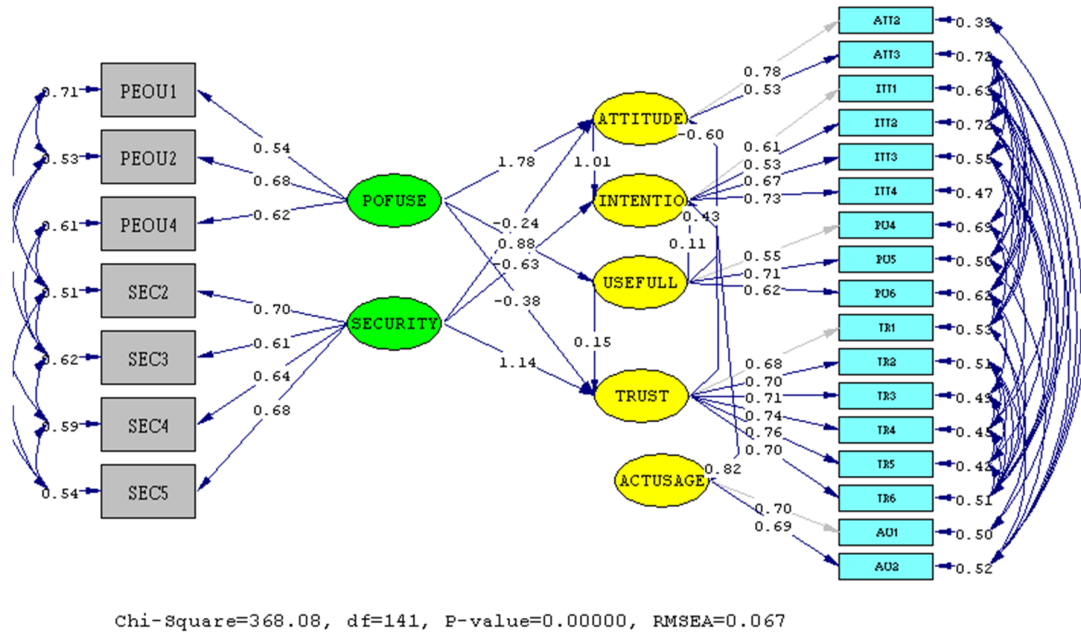 ATT2 0.39
ATT3 0.72
ITU1 0.63
ITU2 0.72
ITU3 0.55
ITU4 0.47
PU4 0.69
PU5 0.50
PU6 0.62
TR1 0.53
TR2 0.51
TR3 0.49
TR4 0.45
TR5 0.42
TR6 0.51
AU1 0.50
AU2 0.52
0.71 PEOU1
0.53 PEOU2
0.61 PEOU4
0.51 SEC2
0.62 SEC3
0.59 SEC4
0.54 SEC5
0.54
0.68
0.62
0.70
0.61
0.64
0.68
POFUSE
SECURITY
1.78
-0.24
0.88
-0.63
-0.38
1.14
ATTITUDE
1.01
INTENTIO
USEFULL
0.15
TRUST
ACTUSAGE
-0.60
0.43
0.11
0.82
0.78
0.53
0.61
0.53
0.67
0.73
0.55
0.71
0.62
0.68
0.70
0.71
0.74
0.76
0.70
0.70
0.69
Chi-Square=368.08, df=141, P-value=0.00000, RMSEA=0.067